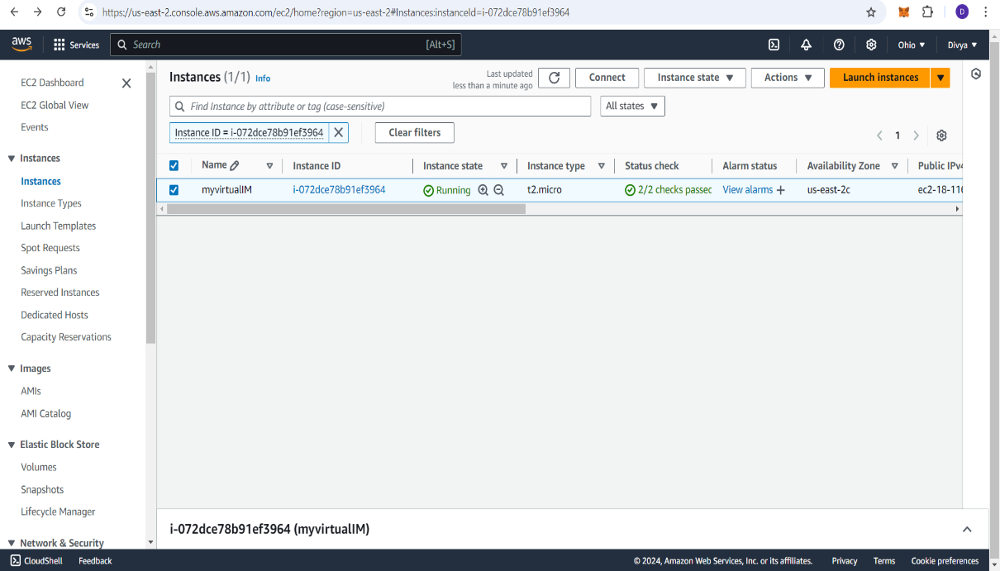 https://us-east-2.console.aws.amazon.com/ec2/home?region=us-east-2#Instances:instanceId=i-072dce78b91ef3964
D
aws Services Search [Alt+S] Ohio Divya
EC2 Dashboard
EC2 Global View
Events
Instances
Instances
Instance Types
Launch Templates
Spot Requests
Savings Plans
Reserved Instances
Dedicated Hosts
Capacity Reservations
Images
AMIs
AMI Catalog
Elastic Block Store
Volumes
Snapshots
Lifecycle Manager
Network & Security
Instances (1/1) Info
Last updated
less than a minute ago
Connect Instance state Actions Launch instances
Find Instance by attribute or tag (case-sensitive) All states
Instance ID = i-072dce78b91ef3964 Clear filters
1
Name Instance ID Instance state Instance type Status check Alarm status Availability Zone Public IPv4
myvirtualIM i-072dce78b91ef3964 Running t2.micro 2/2 checks passec View alarms + us-east-2c ec2-18-116
i-072dce78b91ef3964 (myvirtualIM)
CloudShell Feedback © 2024, Amazon Web Services, Inc. or its affiliates. Privacy Terms Cookie preferences